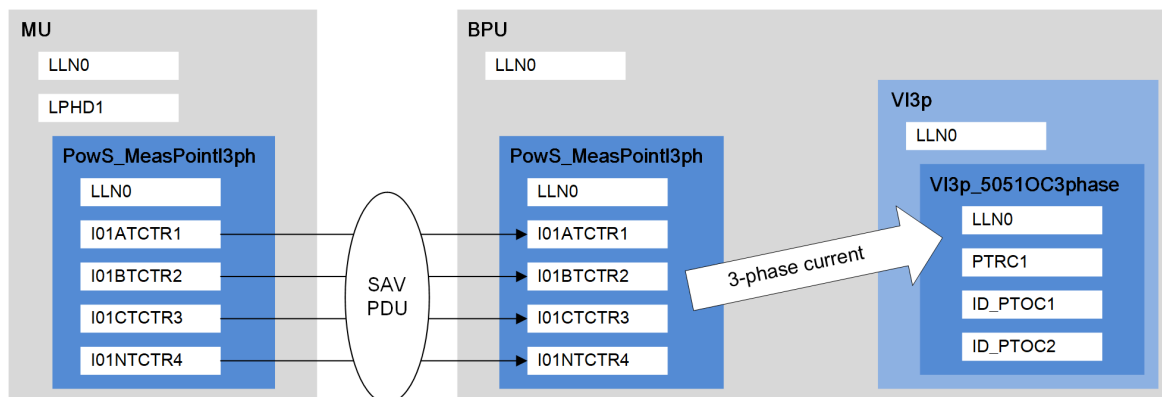 MU
LLN0
LPHD1
PowS_MeasPointI3ph
LLN0
I01ATCTR1
I01BTCTR2
I01CTCTR3
I01NTCTR4
SAV
PDU
BPU
LLN0
PowS_MeasPointI3ph
LLN0
I01ATCTR1
I01BTCTR2
I01CTCTR3
I01NTCTR4
3-phase current
VI3p
LLN0
VI3p_5051OC3phase
LLN0
PTRC1
ID_PTOC1
ID_PTOC2